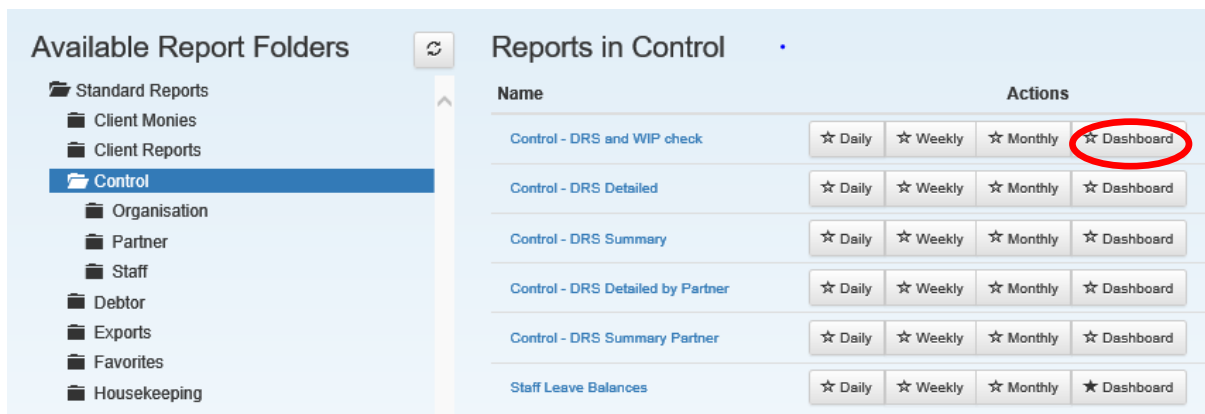 Available Report Folders
Standard Reports
Client Monies
Client Reports
Control
Organisation
Partner
Staff
Debtor
Exports
Favorites
Housekeeping
Reports in Control
Name Actions
Control - DRS and WIP check Daily Weekly Monthly Dashboard
Control - DRS Detailed Daily Weekly Monthly Dashboard
Control - DRS Summary Daily Weekly Monthly Dashboard
Control - DRS Detailed by Partner Daily Weekly Monthly Dashboard
Control - DRS Summary Partner Daily Weekly Monthly Dashboard
Staff Leave Balances Daily Weekly Monthly Dashboard